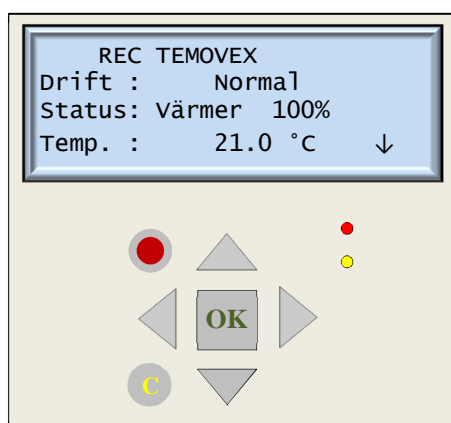 REC TEMOVEX
Drift : Normal
Status: Värmer 100%
Temp. : 21.0 °C ↓
OK
C